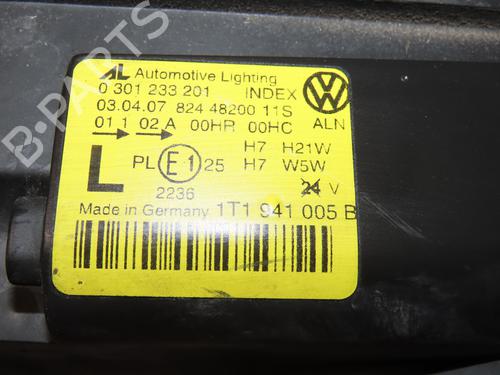 AL Automotive Lighting
0 301 233 201 INDEX
03.04.07 824 48200 11S
01 1 02 A 00HR 00HC ALN
H7 H21W
L PL E1 25 H7 W5W
2236 24 V
Made in Germany 1T1 941 005 B
B-PARTS